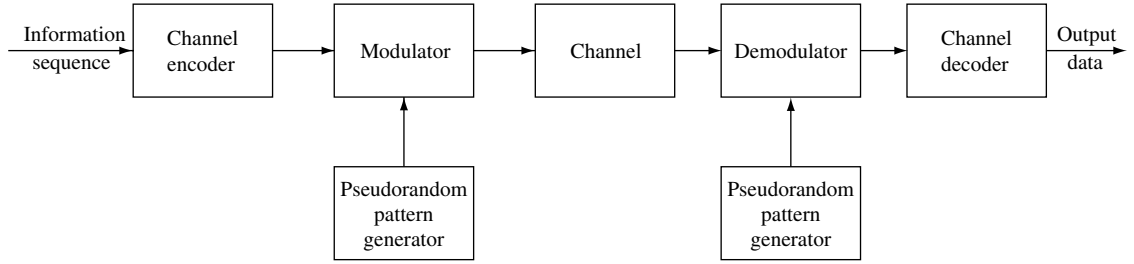 Information
sequence
Channel
encoder
Modulator
Channel
Demodulator
Channel
decoder
Output
data
Pseudorandom
pattern
generator
Pseudorandom
pattern
generator